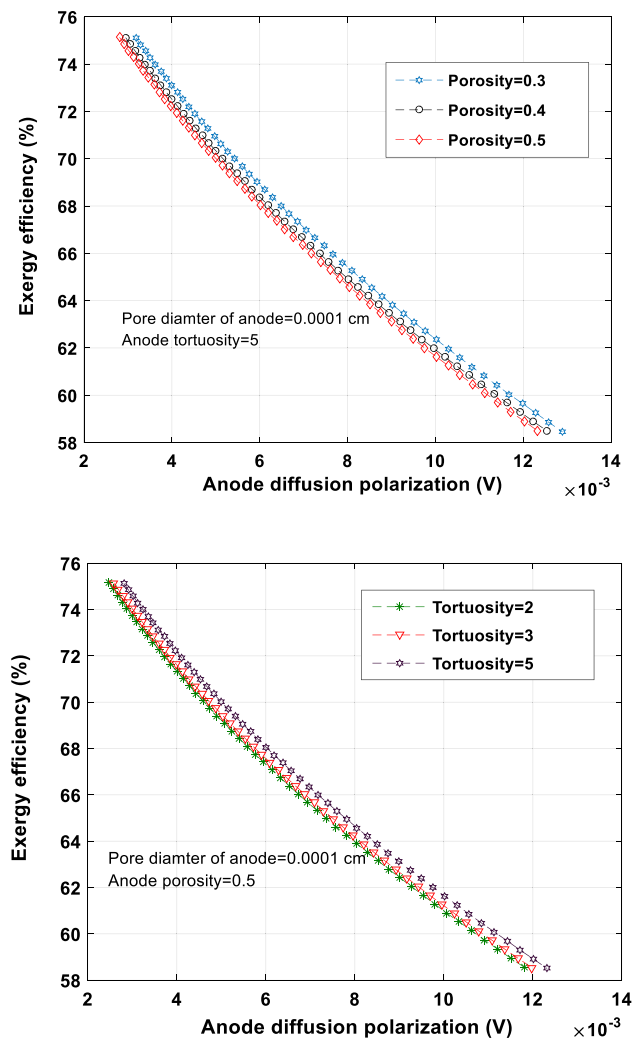 76
74
72
70
68
66
64
62
60
58
Exergy efficiency (%)
Porosity=0.3
Porosity=0.4
Porosity=0.5
Pore diamter of anode=0.0001 cm
Anode tortuosity=5
2 4 6 8 10 12 14
Anode diffusion polarization (V)
×10⁻³
76
74
72
70
68
66
64
62
60
58
Exergy efficiency (%)
Tortuosity=2
Tortuosity=3
Tortuosity=5
Pore diamter of anode=0.0001 cm
Anode porosity=0.5
2 4 6 8 10 12 14
Anode diffusion polarization (V)
×10⁻³